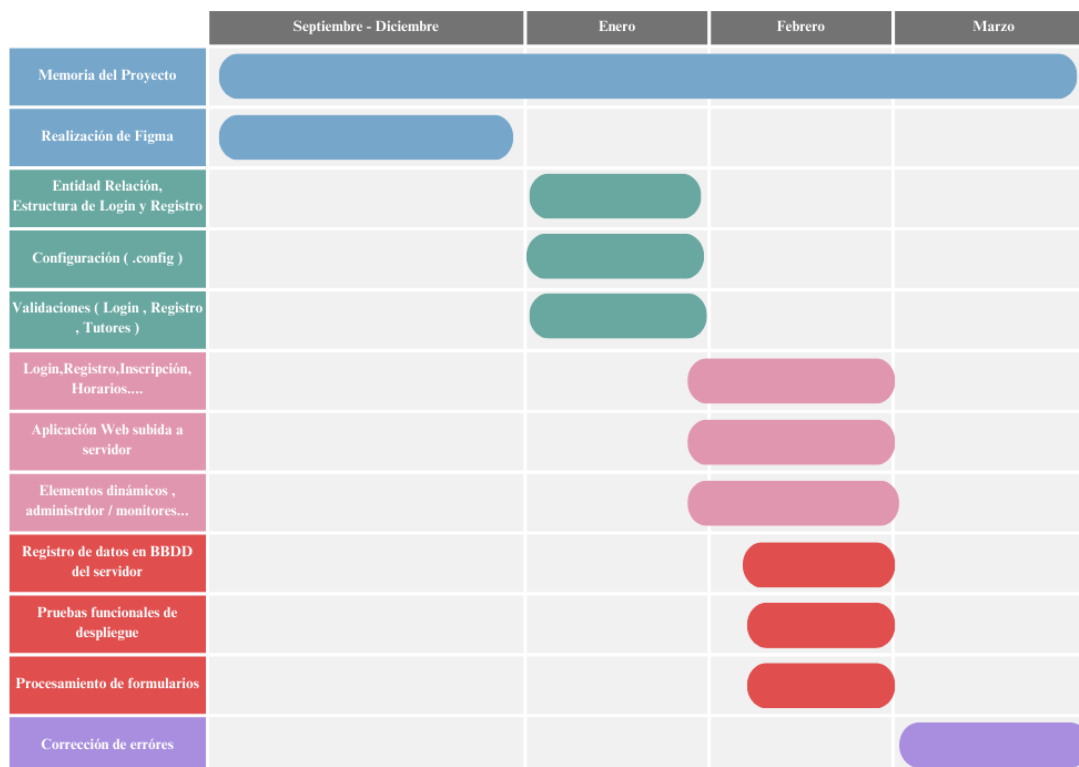 Septiembre - Diciembre
Enero
Febrero
Marzo
Memoria del Proyecto
Realización de Figma
Entidad Relación,
Estructura de Login y Registro
Configuración ( .config )
Validaciones ( Login , Registro
, Tutores )
Login,Registro,Inscripción,
Horarios....
Aplicación Web subida a
servidor
Elementos dinámicos ,
administrdor / monitores...
Registro de datos en BBDD
del servidor
Pruebas funcionales de
despliegue
Procesamiento de formularios
Corrección de erróres